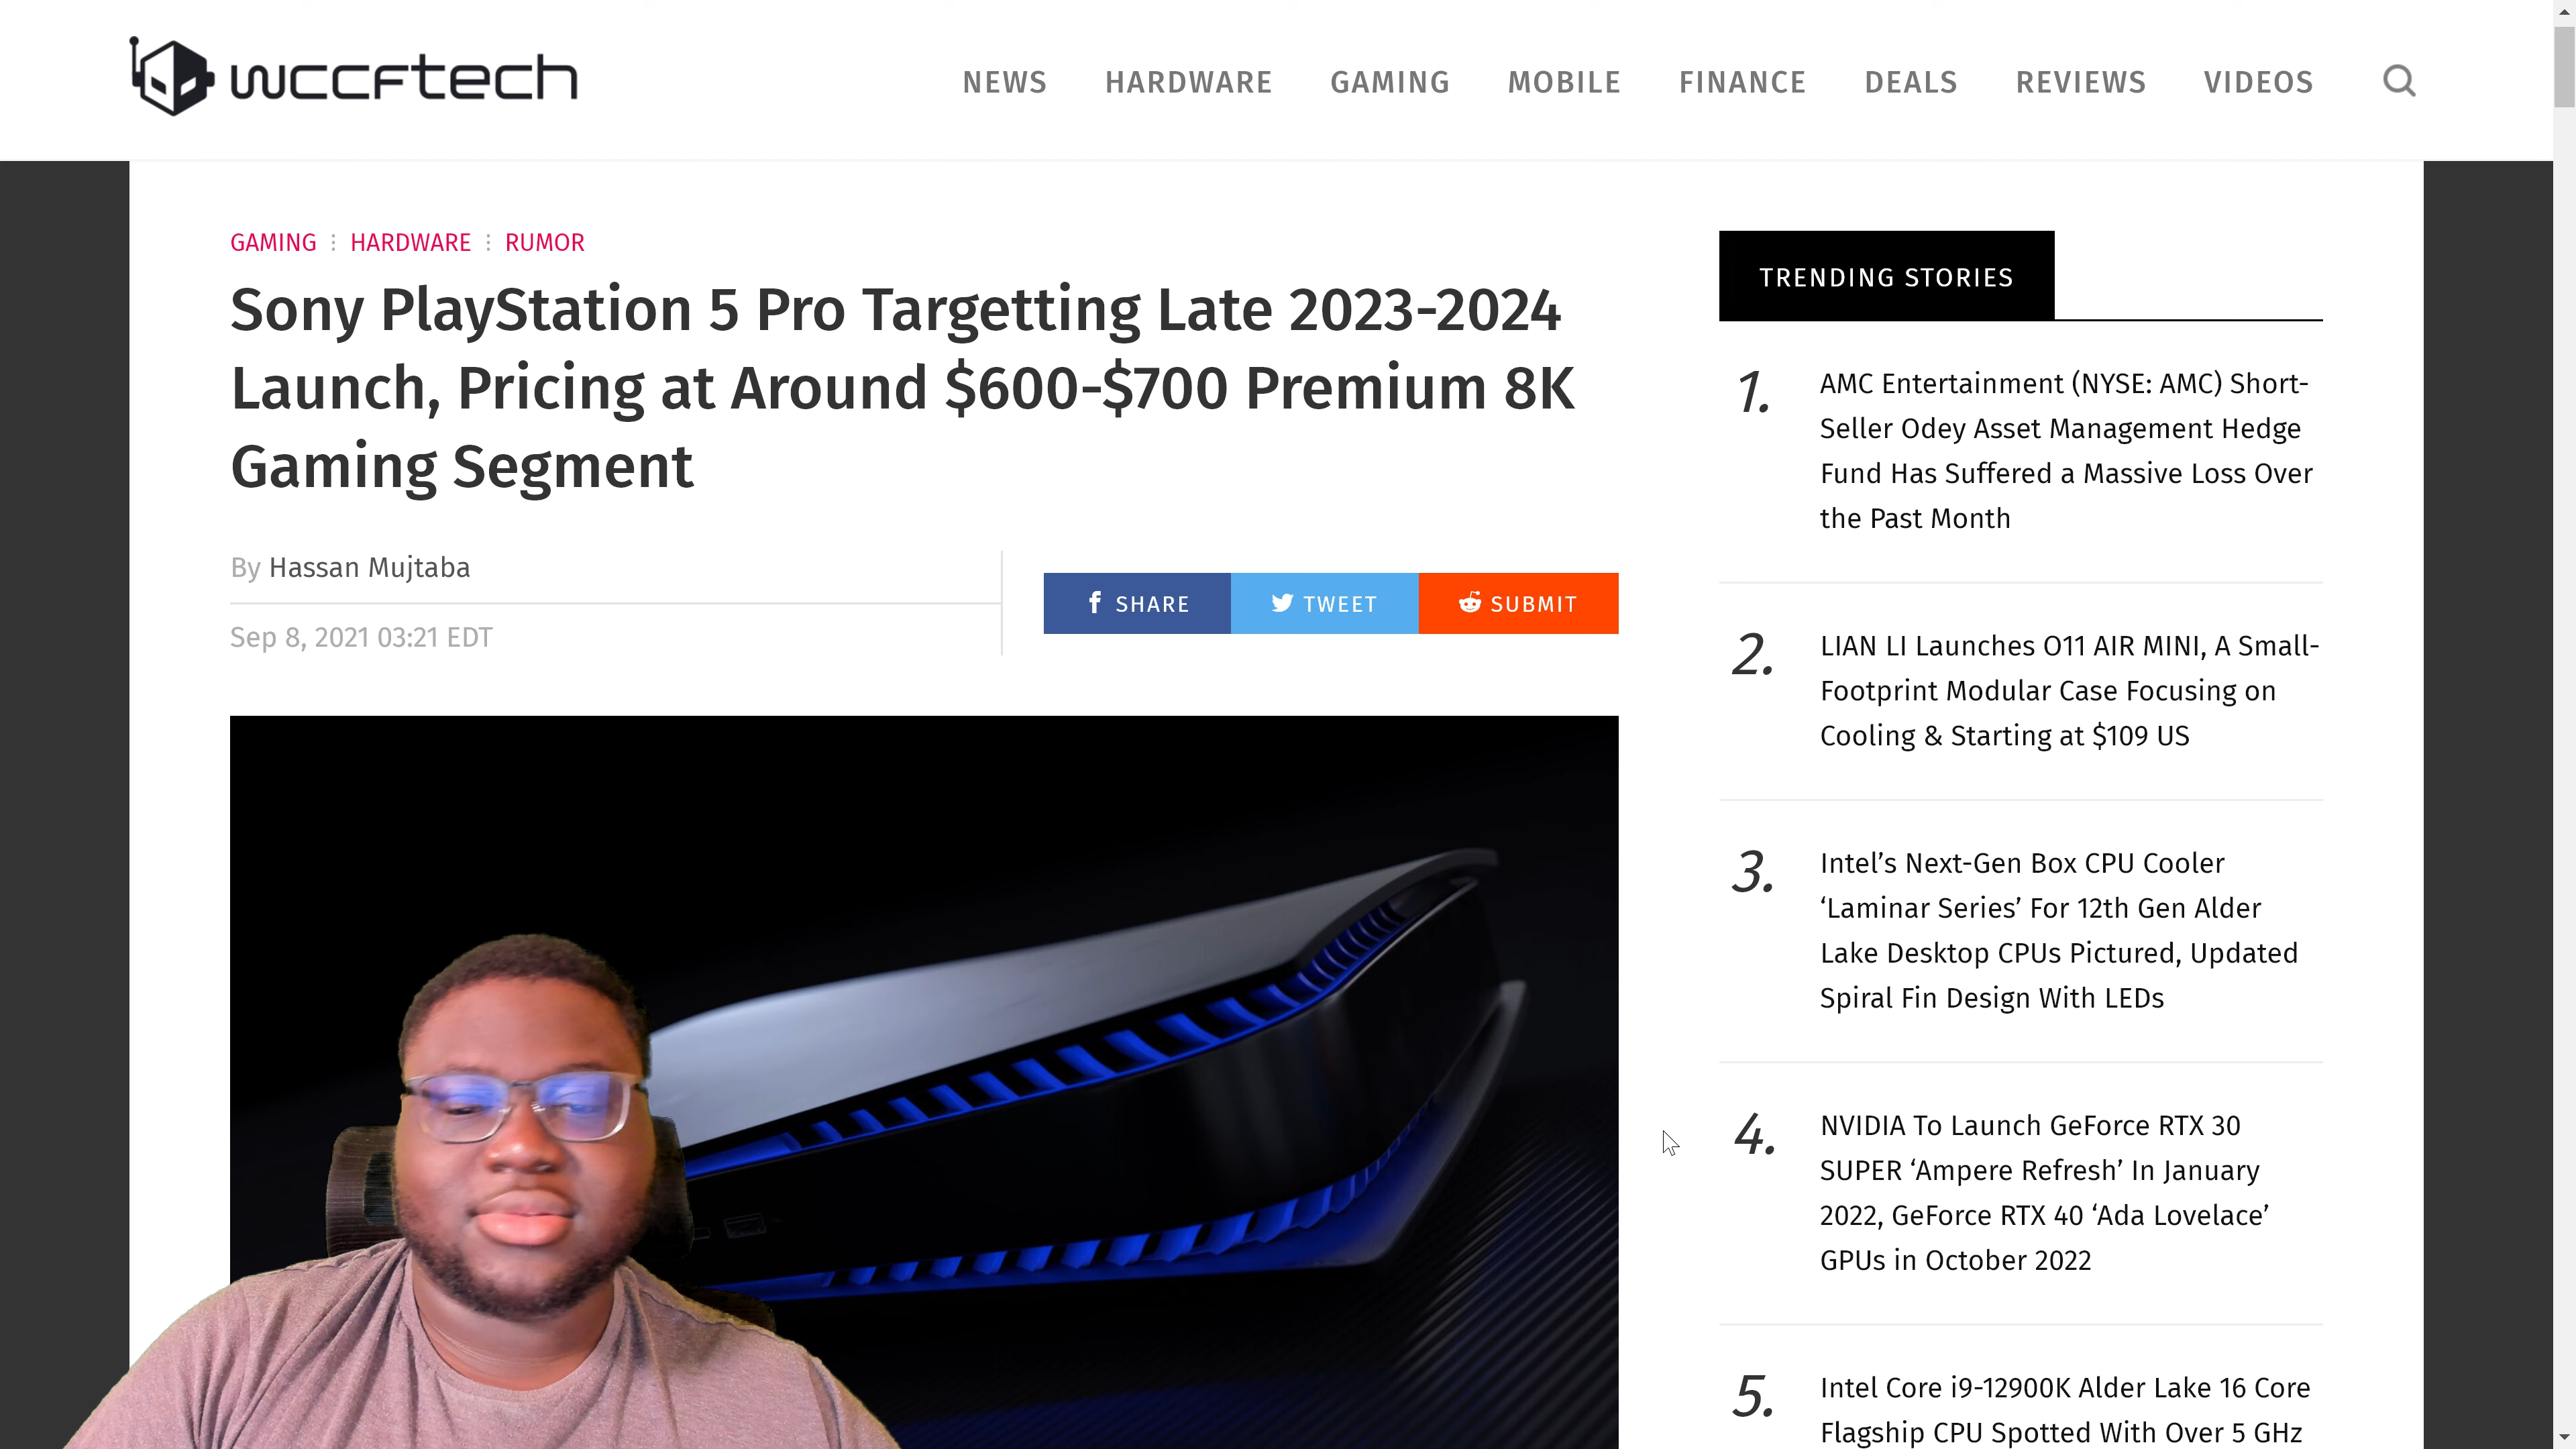 wccftech
NEWS
HARDWARE
GAMING
MOBILE
FINANCE
DEALS
REVIEWS
VIDEOS
GAMING ⋮ HARDWARE ⋮ RUMOR
Sony PlayStation 5 Pro Targetting Late 2023-2024
Launch, Pricing at Around $600-$700 Premium 8K
Gaming Segment
By Hassan Mujtaba
Sep 8, 2021 03:21 EDT
SHARE
TWEET
SUBMIT
TRENDING STORIES
1.
AMC Entertainment (NYSE: AMC) Short-
Seller Odey Asset Management Hedge
Fund Has Suffered a Massive Loss Over
the Past Month
2.
LIAN LI Launches O11 AIR MINI, A Small-
Footprint Modular Case Focusing on
Cooling & Starting at $109 US
3.
Intel’s Next-Gen Box CPU Cooler
‘Laminar Series’ For 12th Gen Alder
Lake Desktop CPUs Pictured, Updated
Spiral Fin Design With LEDs
4.
NVIDIA To Launch GeForce RTX 30
SUPER ‘Ampere Refresh’ In January
2022, GeForce RTX 40 ‘Ada Lovelace’
GPUs in October 2022
5.
Intel Core i9-12900K Alder Lake 16 Core
Flagship CPU Spotted With Over 5 GHz